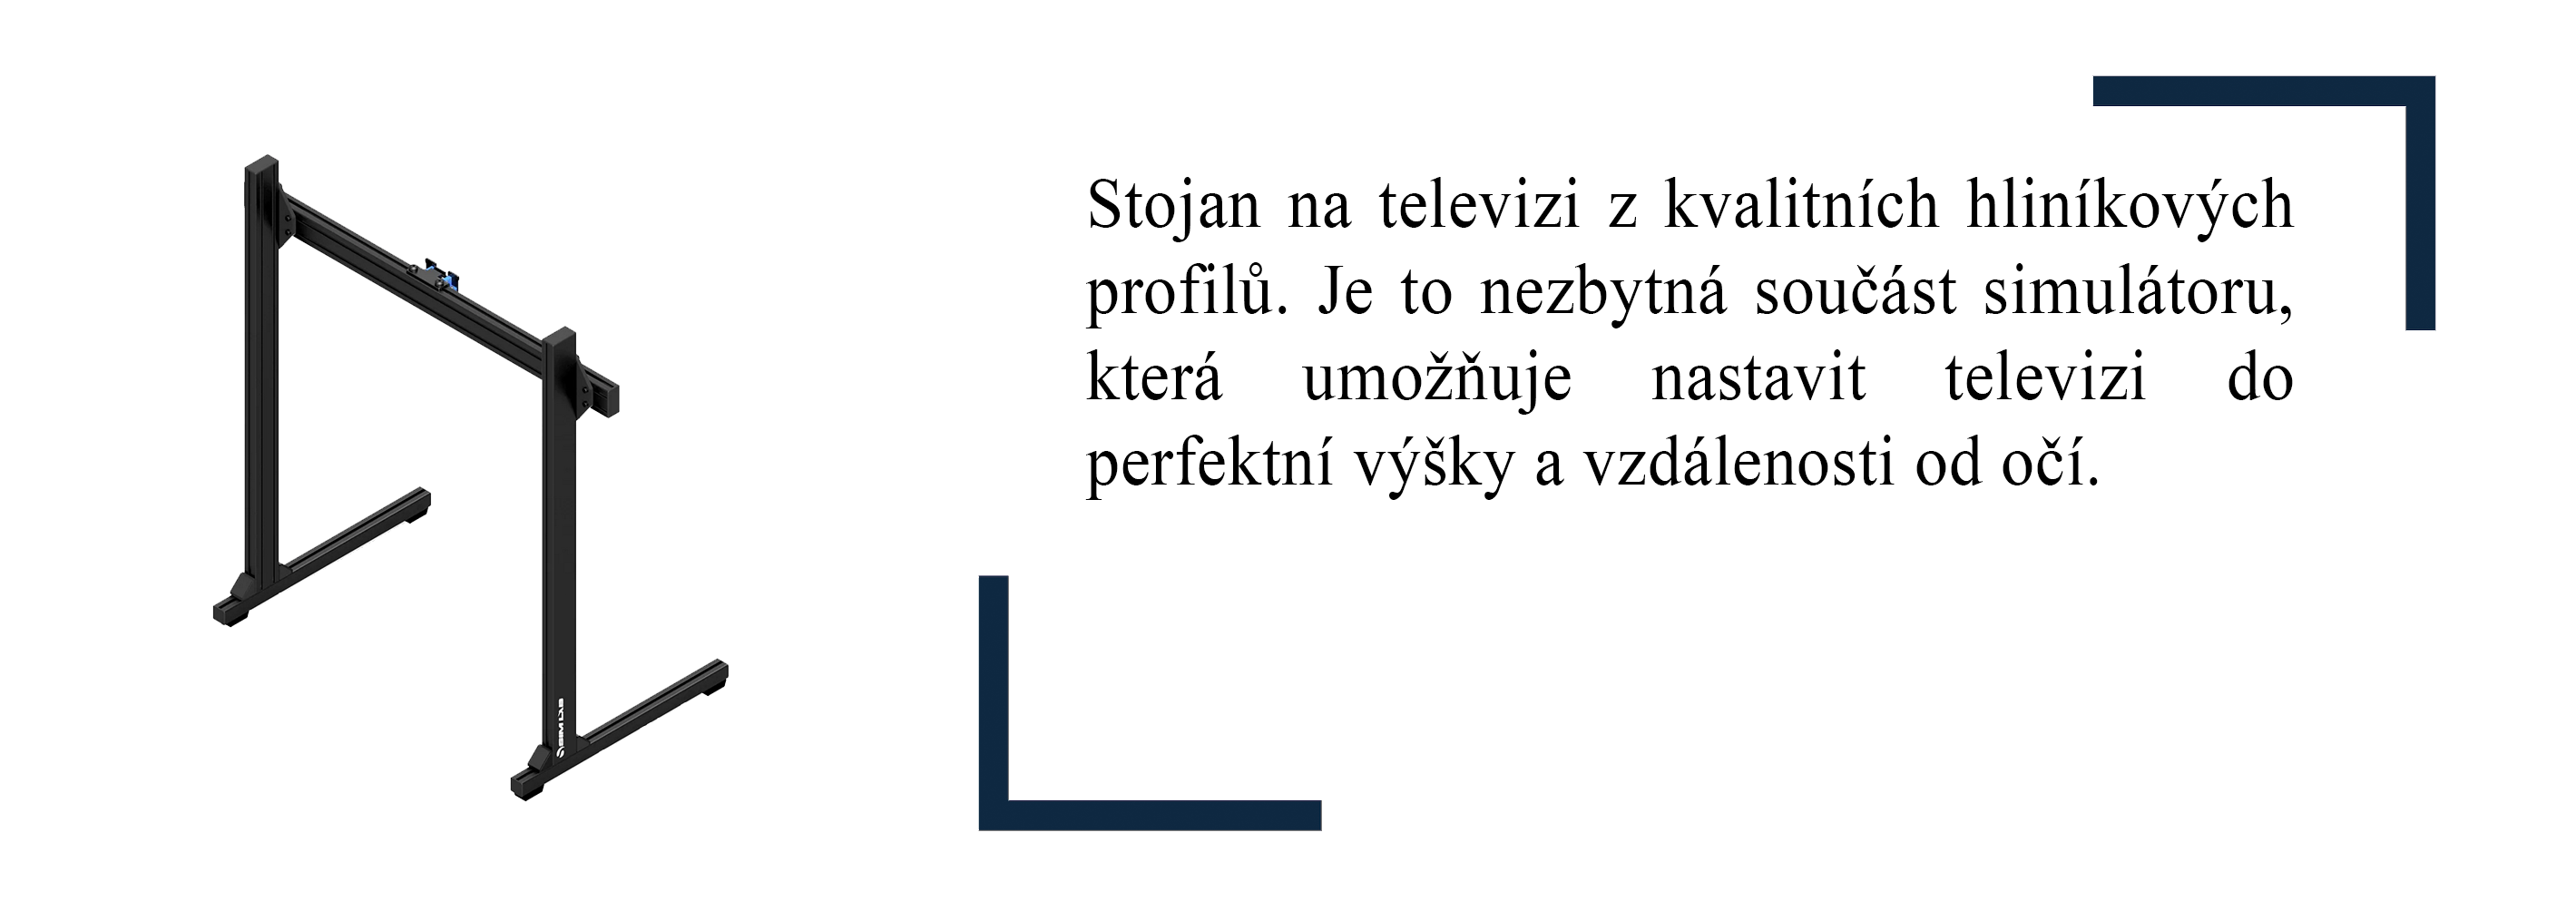 Stojan na televizi z kvalitních hliníkových
profilů. Je to nezbytná součást simulátoru,
která umožňuje nastavit televizi do
perfektní výšky a vzdálenosti od očí.
SIMLAB